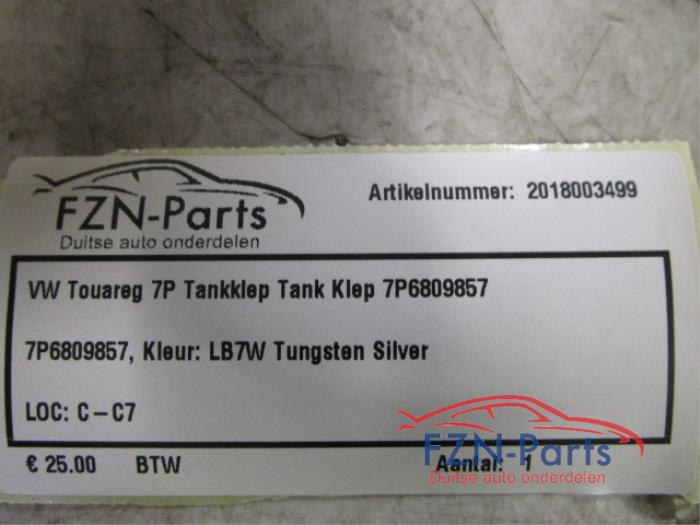 FZN-Parts
Duitse auto onderdelen
Artikelnummer: 2018003499
VW Touareg 7P Tankklep Tank Klep 7P6809857
7P6809857, Kleur: LB7W Tungsten Silver
LOC: C-C7
€ 25.00 BTW Aantal: 1
FZN-Parts
Duitse auto onderdelen